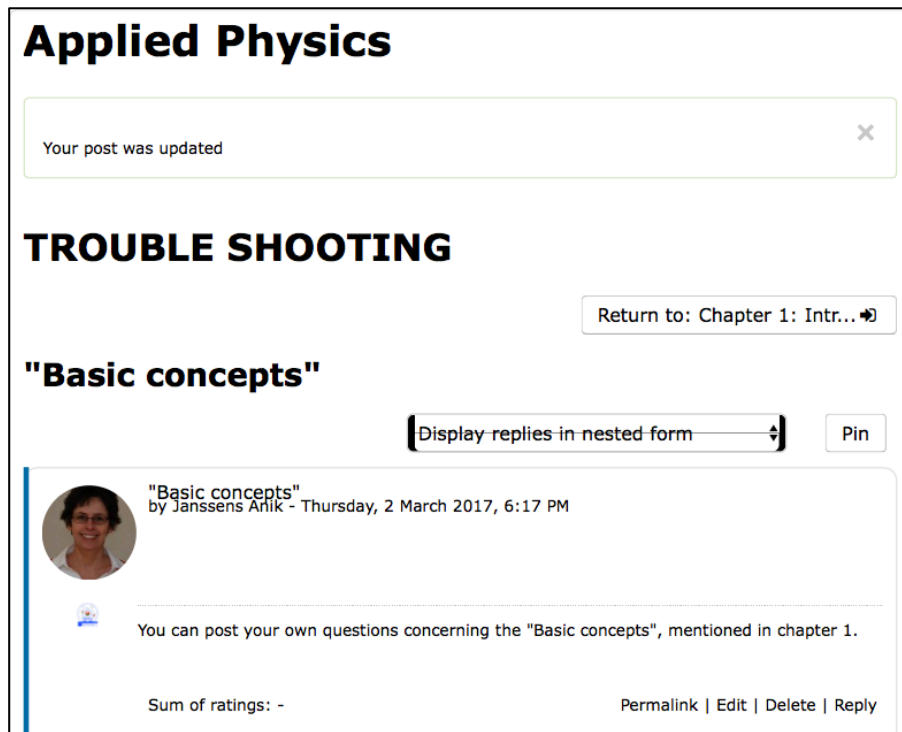 Applied Physics
Your post was updated
×
TROUBLE SHOOTING
Return to: Chapter 1: Intr...
"Basic concepts"
Display replies in nested form
Pin
"Basic concepts"
by Janssens Anik - Thursday, 2 March 2017, 6:17 PM
You can post your own questions concerning the "Basic concepts", mentioned in chapter 1.
Sum of ratings: -
Permalink | Edit | Delete | Reply